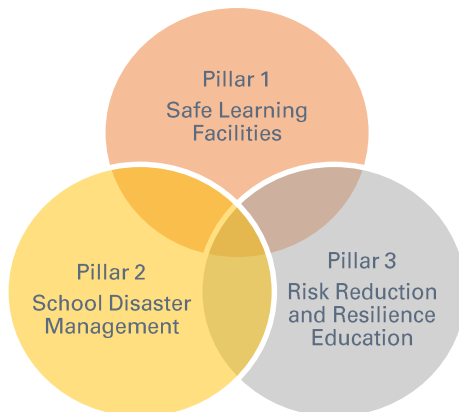 Pillar 1
Safe Learning
Facilities
Pillar 2
School Disaster
Management
Pillar 3
Risk Reduction
and Resilience
Education